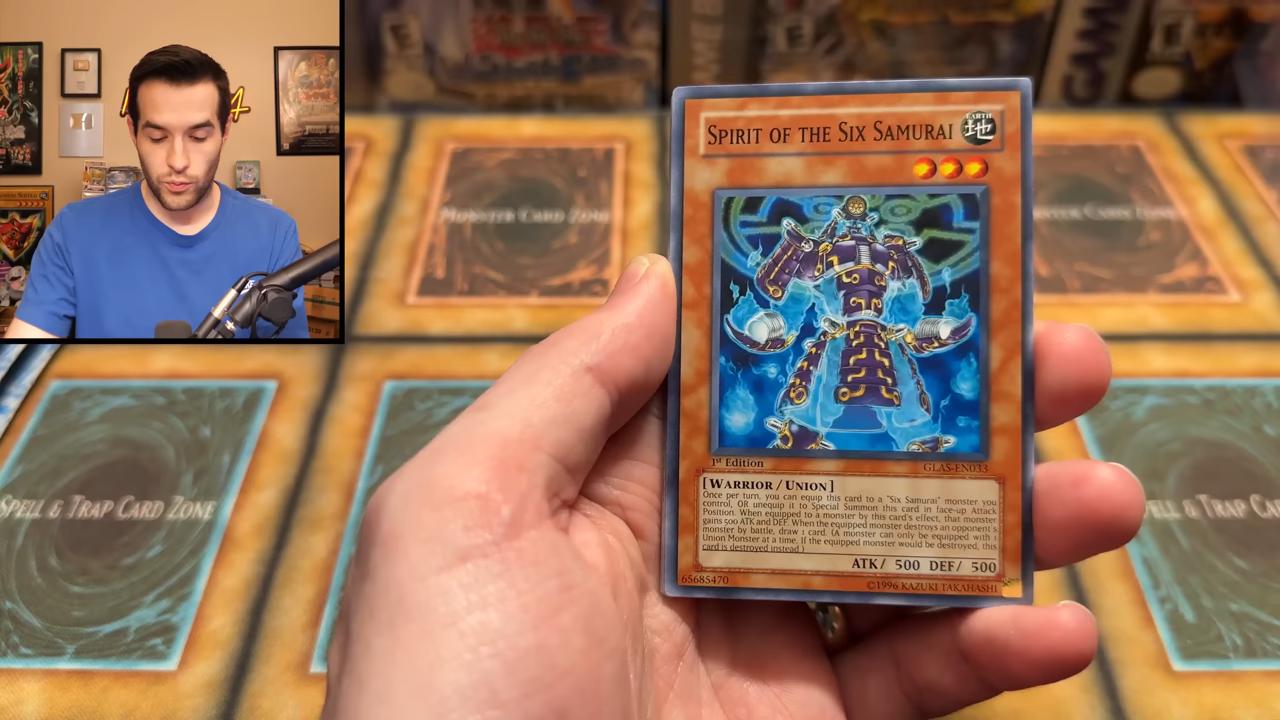 SPIRIT OF THE SIX SAMURAI
EARTH
地
1st Edition
GLAS-EN033
[WARRIOR / UNION]
Once per turn, you can equip this card to a "Six Samurai" monster you
control, OR unequip it to Special Summon this card in face-up Attack
Position. When equipped to a monster by this card's effect, that monster
gains 500 ATK and DEF. When the equipped monster destroys an opponent's
monster by battle, draw 1 card. (A monster can only be equipped with 1
Union Monster at a time. If the equipped monster would be destroyed, this
card is destroyed instead.)
ATK/ 500 DEF/ 500
65685470
©1996 KAZUKI TAKAHASHI
MONSTER CARD ZONE
SPELL & TRAP CARD ZONE
SPELL & TRAP CA
E
E
GAM